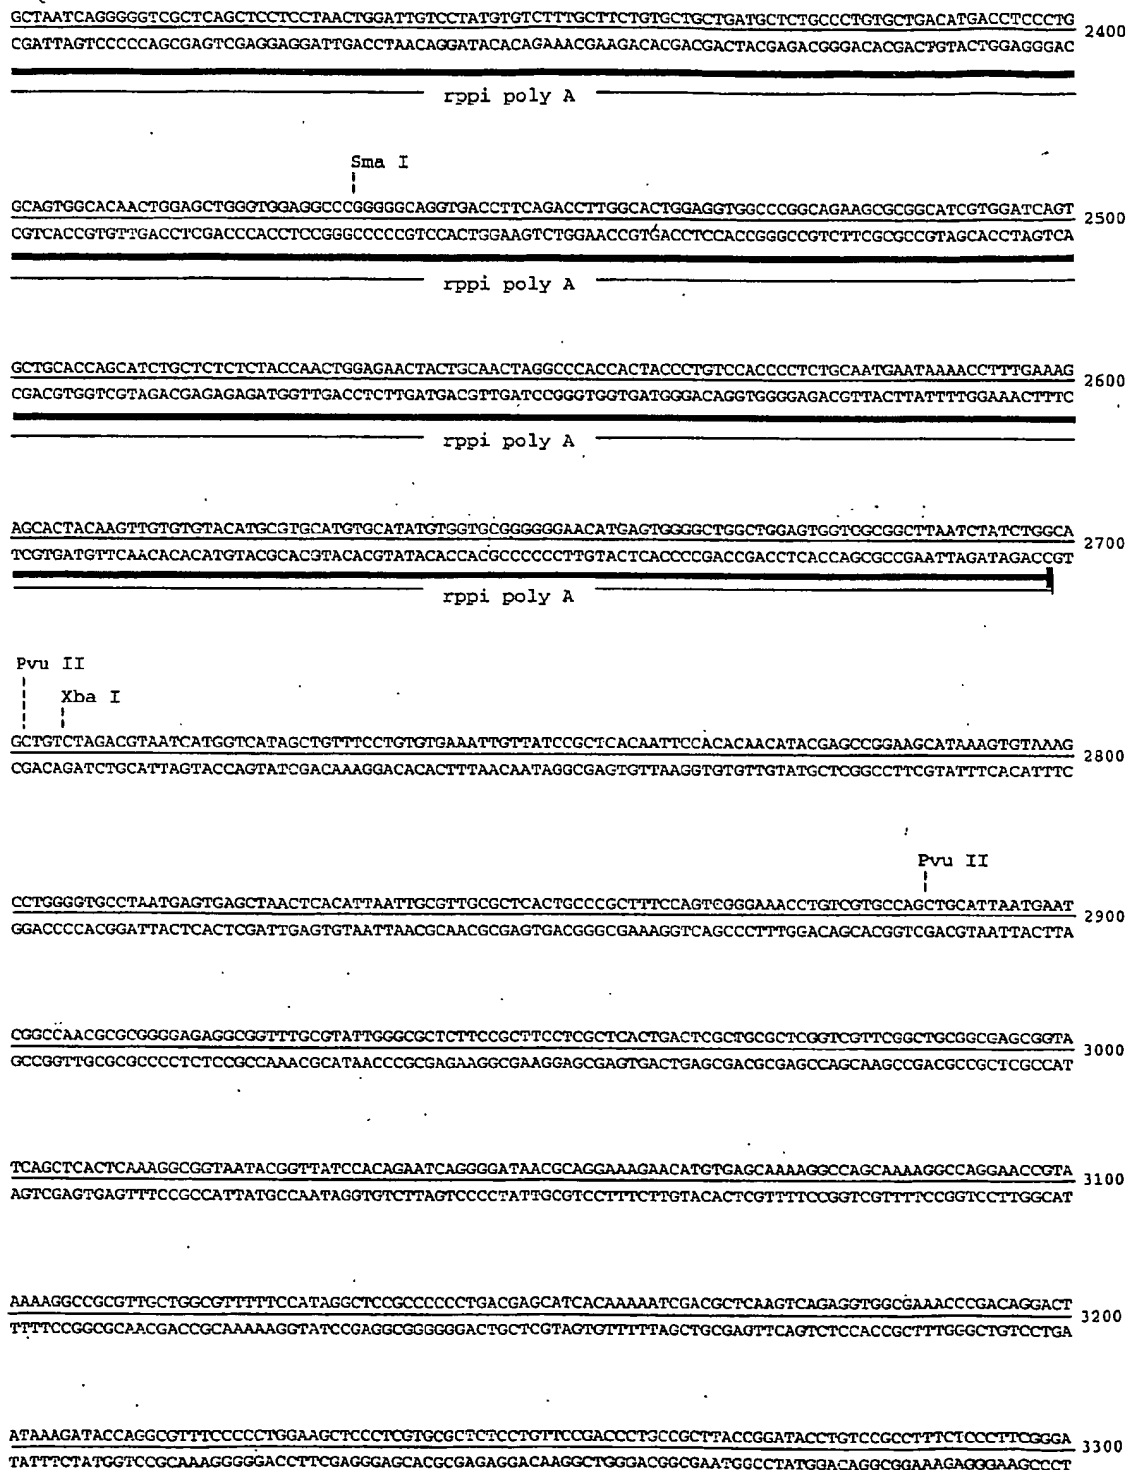 GCTAATCAGGGGGTCGCTCAGCTCCTCCTAACTGGATTGTCCTATGTGTCTTTGCTTCTGTGCTGCTGATGCTCTGCCCTGTGCTGACATGACCTCCCTG
2400
CGATTAGTCCCCCAGCGAGTCGAGGAGGATTGACCTAACAGGATACACAGAAACGAAGACACGACGACTACGAGACGGGACACGACTGTACTGGAGGGAC
rppi poly A
Sma I
GCAGTGGCACAACTGGAGCTGGGTGGAGGCCCGGGGGCAGGTGACCTTCAGACCTTGGCACTGGAGGTGGCCCGGCAGAAGCGCGGCATCGTGGATCAGT
2500
CGTCACCGTGTTGACCTCGACCCACCTCCGGGCCCCCGTCCACTGGAAGTCTGGAACCGTGACCTCCACCGGGCCGTCTTCGCGCCGTAGCACCTAGTCA
rppi poly A
GCTGCACCAGCATCTGCTCTCTCTACCAACTGGAGAACTACTGCAACTAGGCCCACCACTACCCTGTCCACCCCTCTGCAATGAATAAAACCTTTGAAAG
2600
CGACGTGGTCGTAGACGAGAGAGATGGTTGACCTCTTGATGACGTTGATCCGGGTGGTGATGGGACAGGTGGGGAGACGTTACTTATTTTGGAAACTTTC
rppi poly A
AGCACTACAAGTTGTGTGTACATGCGTGCATGTGCATATGTGGTGCGGGGGGAACATGAGTGGGGCTGGCTGGAGTGGTCGCGGCTTAATCTATCTGGCA
2700
TCGTGATGTTCAACACACATGTACGCACGTACACGTATACACCACGCCCCCCTTGTACTCACCCCGACCGACCTCACCAGCGCCGAATTAGATAGACCGT
rppi poly A
Pvu II
Xba I
GCTGTCTAGACGTAATCATGGTCATAGCTGTTTCCTGTGTGAAATTGTTATCCGCTCACAATTCCACACAACATACGAGCCGGAAGCATAAAGTGTAAAG
2800
CGACAGATCTGCATTAGTACCAGTATCGACAAAGGACACACTTTAACAATAGGCGAGTGTTAAGGTGTGTTGTATGCTCGGCCTTCGTATTTCACATTTC
Pvu II
CCTGGGGTGCCTAATGAGTGAGCTAACTCACATTAATTGCGTTGCGCTCACTGCCCGCTTTCCAGTCGGGAAACCTGTCGTGCCAGCTGCATTAATGAAT
2900
GGACCCCACGGATTACTCACTCGATTGAGTGTAATTAACGCAACGCGAGTGACGGGCGAAAGGTCAGCCCTTTGGACAGCACGGTCGACGTAATTACTTA
CGGCCAACGCGCGGGGAGAGGCGGTTTGCGTATTGGGCGCTCTTCCGCTTCCTCGCTCACTGACTCGCTGCGCTCGGTCGTTCGGCTGCGGCGAGCGGTA
3000
GCCGGTTGCGCGCCCCTCTCCGCCAAACGCATAACCCGCGAGAAGGCGAAGGAGCGAGTGACTGAGCGACGCGAGCCAGCAAGCCGACGCCGCTCGCCAT
TCAGCTCACTCAAAGGCGGTAATACGGTTATCCACAGAATCAGGGGATAACGCAGGAAAGAACATGTGAGCAAAAGGCCAGCAAAAGGCCAGGAACCGTA
3100
AGTCGAGTGAGTTTCCGCCATTATGCCAATAGGTGTCTTAGTCCCCTATTGCGTCCTTTCTTGTACACTCGTTTTCCGGTCGTTTTCCGGTCCTTGGCAT
AAAAGGCCGCGTTGCTGGCGTTTTTCCATAGGCTCCGCCCCCCTGACGAGCATCACAAAAATCGACGCTCAAGTCAGAGGTGGCGAAACCCGACAGGACT
3200
TTTTCCGGCGCAACGACCGCAAAAAGGTATCCGAGGCGGGGGGACTGCTCGTAGTGTTTTTAGCTGCGAGTTCAGTCTCCACCGCTTTGGGCTGTCCTGA
ATAAAGATACCAGGCGTTTCCCCCTGGAAGCTCCCTCGTGCGCTCTCCTGTTCCGACCCTGCCGCTTACCGGATACCTGTCCGCCTTTCTCCCTTCGGGA
3300
TATTTCTATGGTCCGCAAAGGGGGACCTTCGAGGGAGCACGCGAGAGGACAAGGCTGGGACGGCGAATGGCCTATGGACAGGCGGAAAGAGGGAAGCCCT